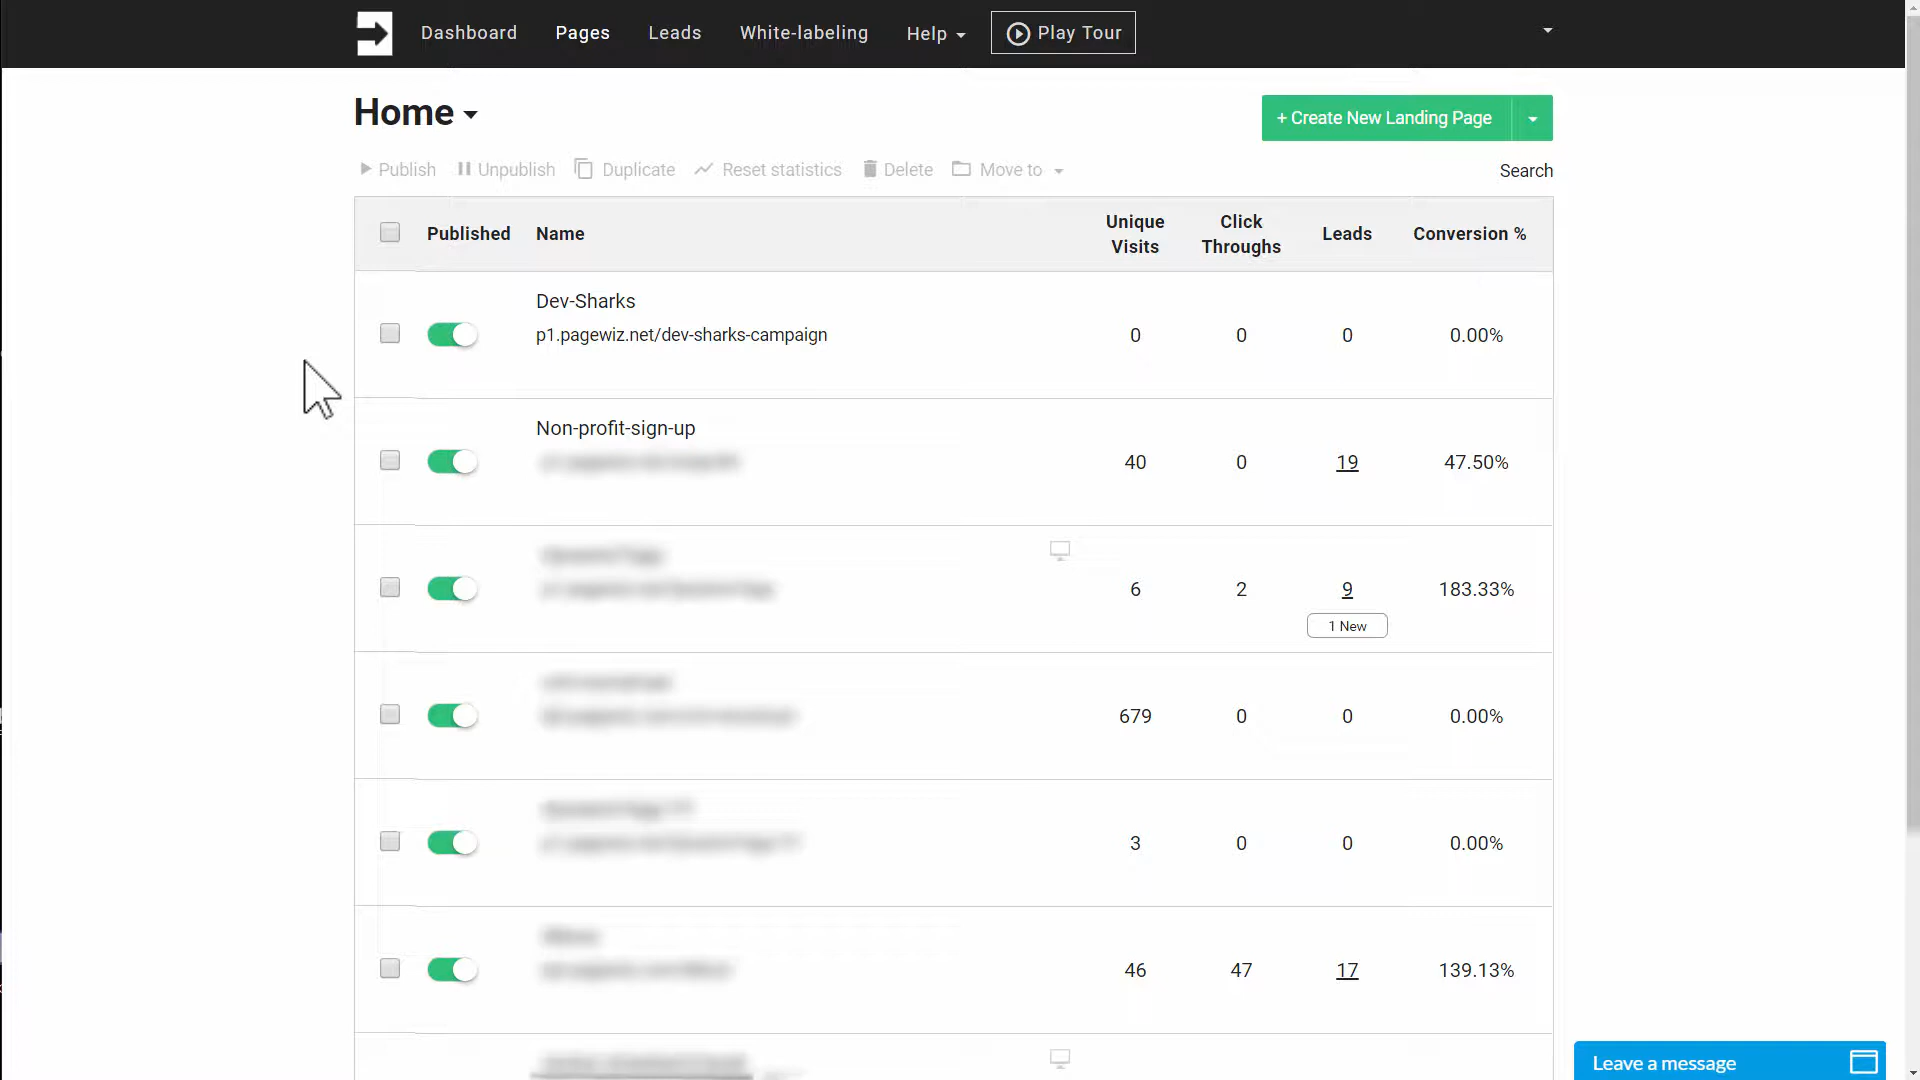 Dashboard Pages Leads White-labeling Help Play Tour
Home
+ Create New Landing Page
Publish Unpublish Duplicate Reset statistics Delete Move to Search
Published Name Unique Visits Click Throughs Leads Conversion %
Dev-Sharks
p1.pagewiz.net/dev-sharks-campaign 0 0 0 0.00%
Non-profit-sign-up
40 0 19 47.50%
6 2 9 183.33%
1 New
679 0 0 0.00%
3 0 0 0.00%
46 47 17 139.13%
Leave a message